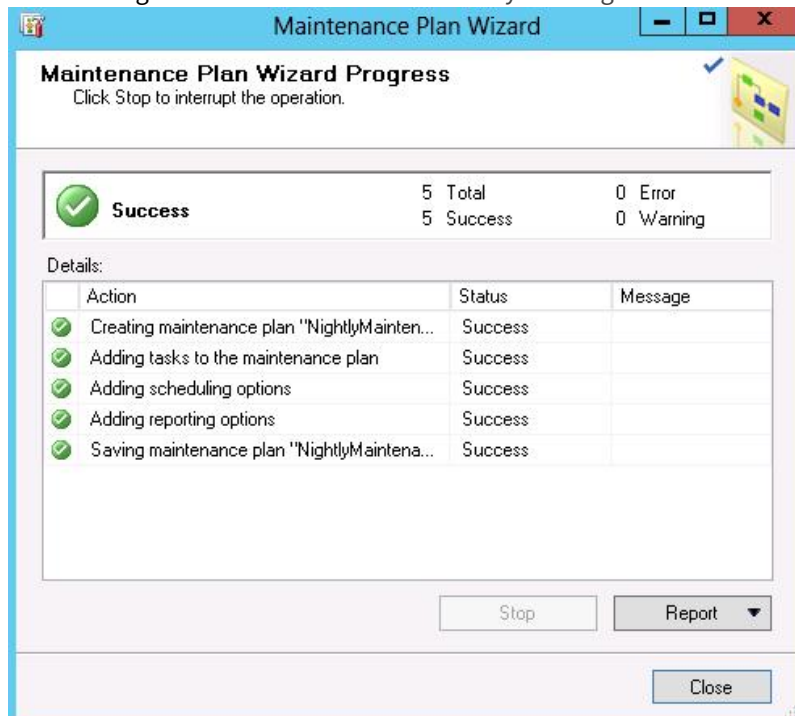 Maintenance Plan Wizard
Maintenance Plan Wizard Progress
Click Stop to interrupt the operation.
Success
5 Total 0 Error
5 Success 0 Warning
Details:
Action Status Message
Creating maintenance plan "NightlyMainten... Success
Adding tasks to the maintenance plan Success
Adding scheduling options Success
Adding reporting options Success
Saving maintenance plan "NightlyMaintena... Success
Stop Report
Close